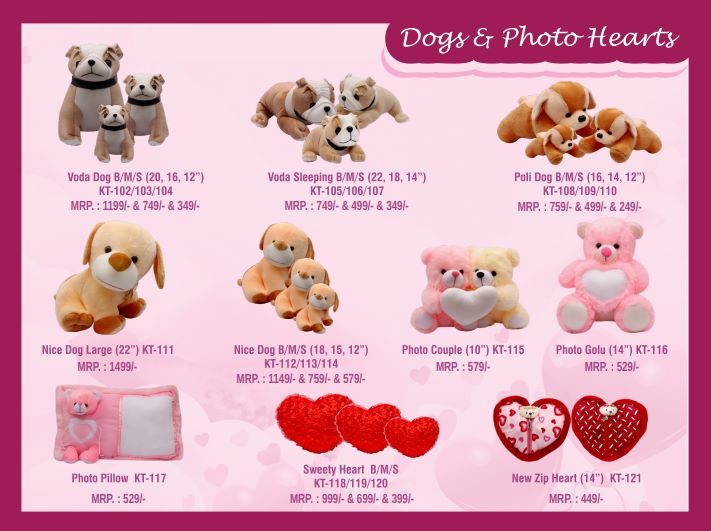 Dogs & Photo Hearts
Voda Dog B/M/S (20, 16, 12”)
KT-102/103/104
MRP. : 1199/- & 749/- & 349/-
Voda Sleeping B/M/S (22, 18, 14”)
KT-105/106/107
MRP. : 749/- & 499/- & 349/-
Poli Dog B/M/S (16, 14, 12”)
KT-108/109/110
MRP. : 759/- & 499/- & 249/-
Nice Dog Large (22”) KT-111
MRP. : 1499/-
Nice Dog B/M/S (18, 15, 12”)
KT-112/113/114
MRP. : 1149/- & 759/- & 579/-
Photo Couple (10”) KT-115
MRP. : 579/-
Photo Golu (14”) KT-116
MRP. : 529/-
Photo Pillow KT-117
MRP. : 529/-
Sweety Heart B/M/S
KT-118/119/120
MRP. : 999/- & 699/- & 399/-
New Zip Heart (14”) KT-121
MRP. : 449/-